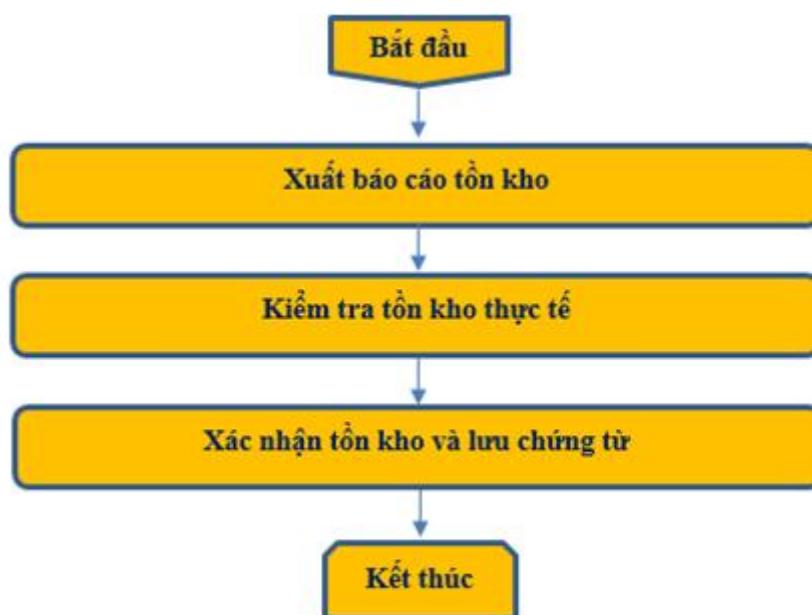 Bắt đầu
Xuất báo cáo tồn kho
Kiểm tra tồn kho thực tế
Xác nhận tồn kho và lưu chứng từ
Kết thúc